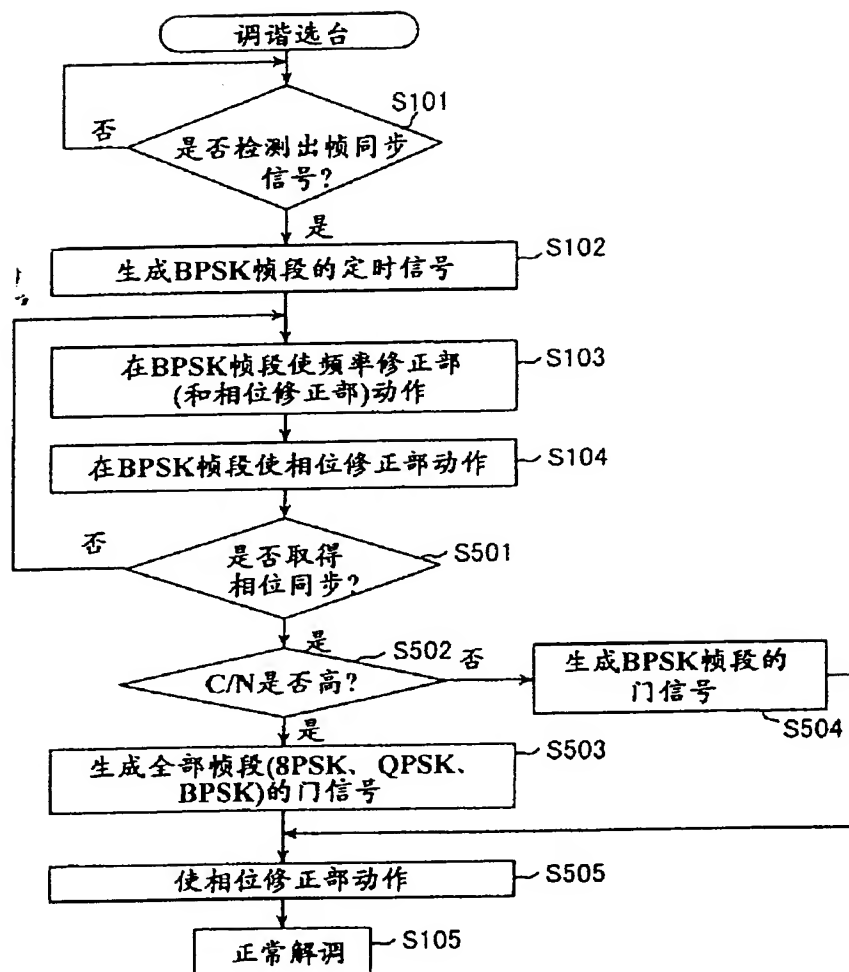 调谐选台
S101
否
是否检测出帧同步
信号?
是
生成BPSK帧段的定时信号
S102
在BPSK帧段使频率修正部
(和相位修正部)动作
S103
在BPSK帧段使相位修正部动作
S104
否
是否取得
相位同步?
S501
是
S502
C/N是否高?
否
生成BPSK帧段的
门信号
S504
是
生成全部帧段(8PSK、QPSK、
BPSK)的门信号
S503
使相位修正部动作
S505
正常解调
S105